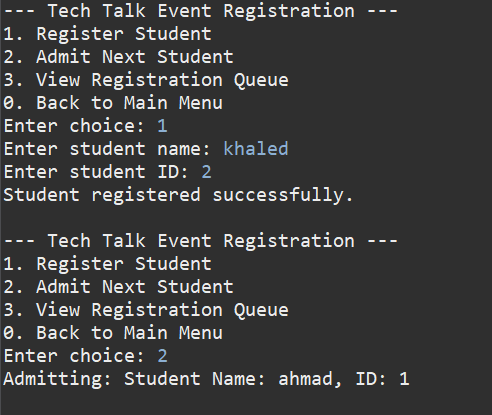 --- Tech Talk Event Registration ---
1. Register Student
2. Admit Next Student
3. View Registration Queue
0. Back to Main Menu
Enter choice: 1
Enter student name: khaled
Enter student ID: 2
Student registered successfully.

--- Tech Talk Event Registration ---
1. Register Student
2. Admit Next Student
3. View Registration Queue
0. Back to Main Menu
Enter choice: 2
Admitting: Student Name: ahmad, ID: 1